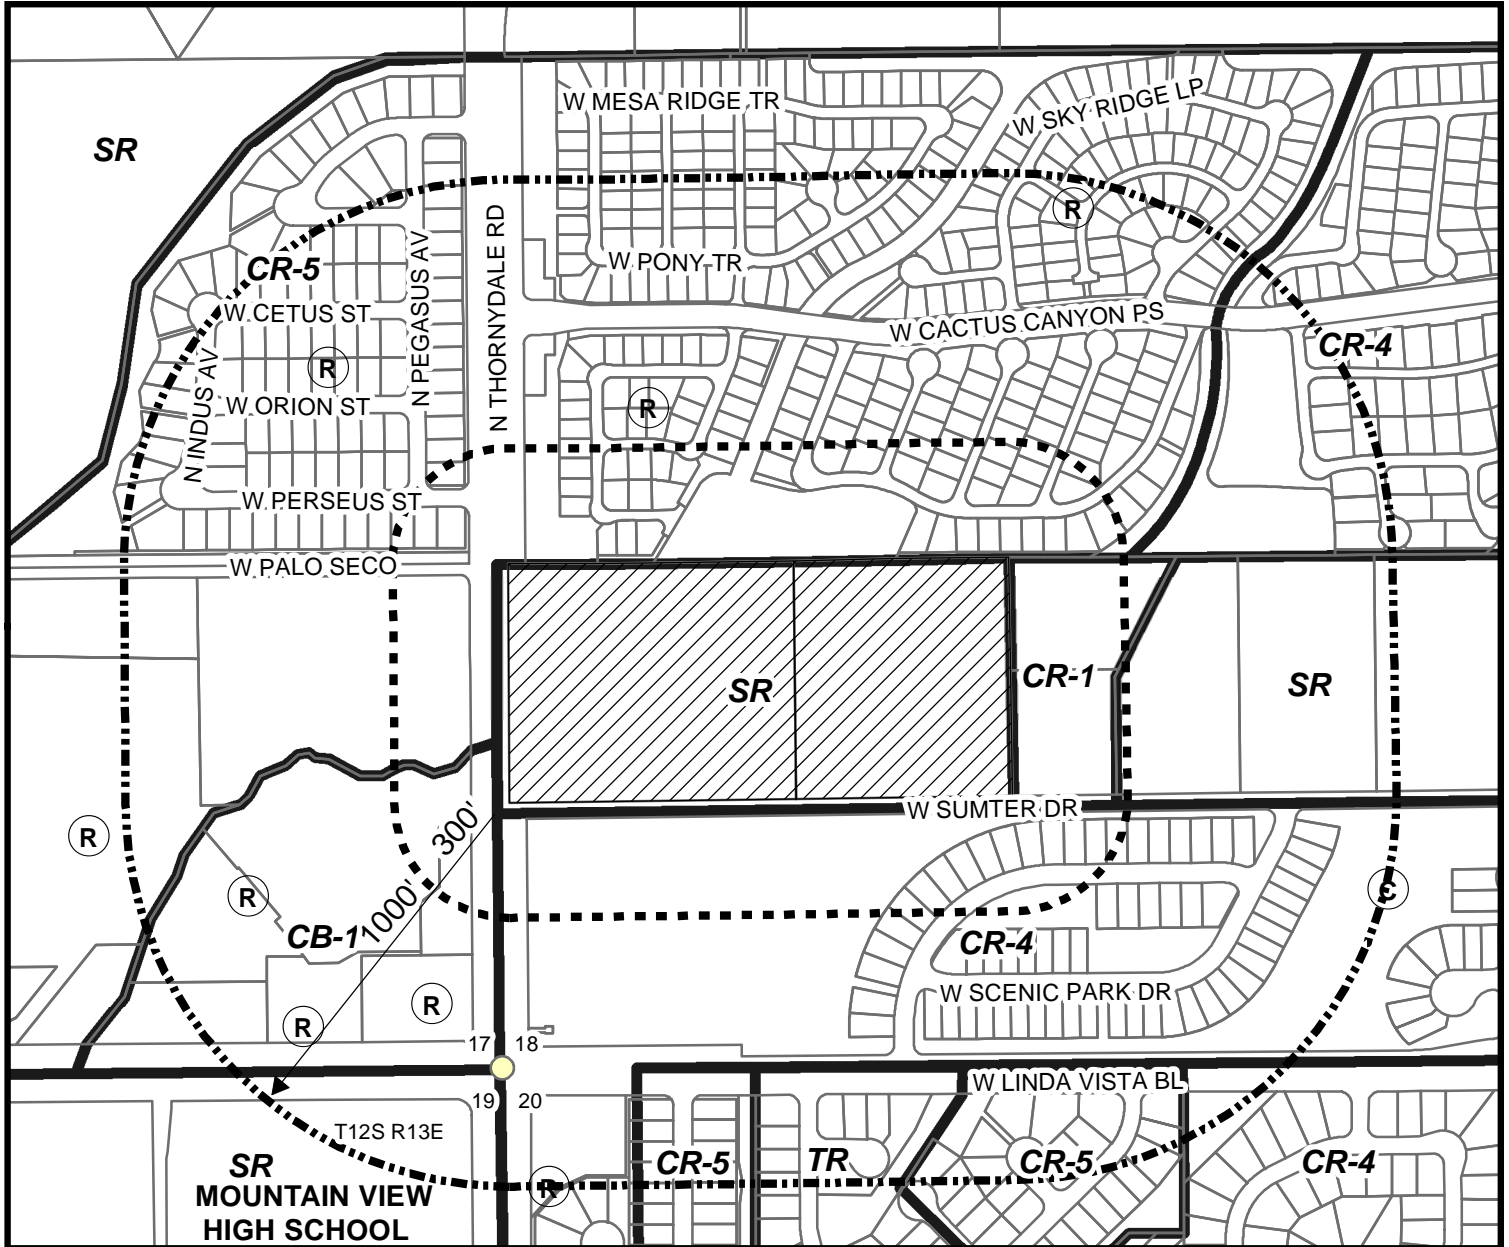 W MESA RIDGE TR
W SKY RIDGE LP
SR
R
N THORNYDALE RD
N PEGASUS AV
CR-5
W PONY TR
W CETUS ST
W CACTUS CANYON PS
CR-4
R
N INDUS AV
W ORION ST
R
W PERSEUS ST
W PALO SECO
SR
CR-1
SR
W SUMTER DR
300'
R
1000'
R
C
CB-1
CR-4
W SCENIC PARK DR
R
R
17 18
W LINDA VISTA BL
19 20
T12S R13E
SR
CR-5
TR
CR-5
CR-4
R
MOUNTAIN VIEW
HIGH SCHOOL